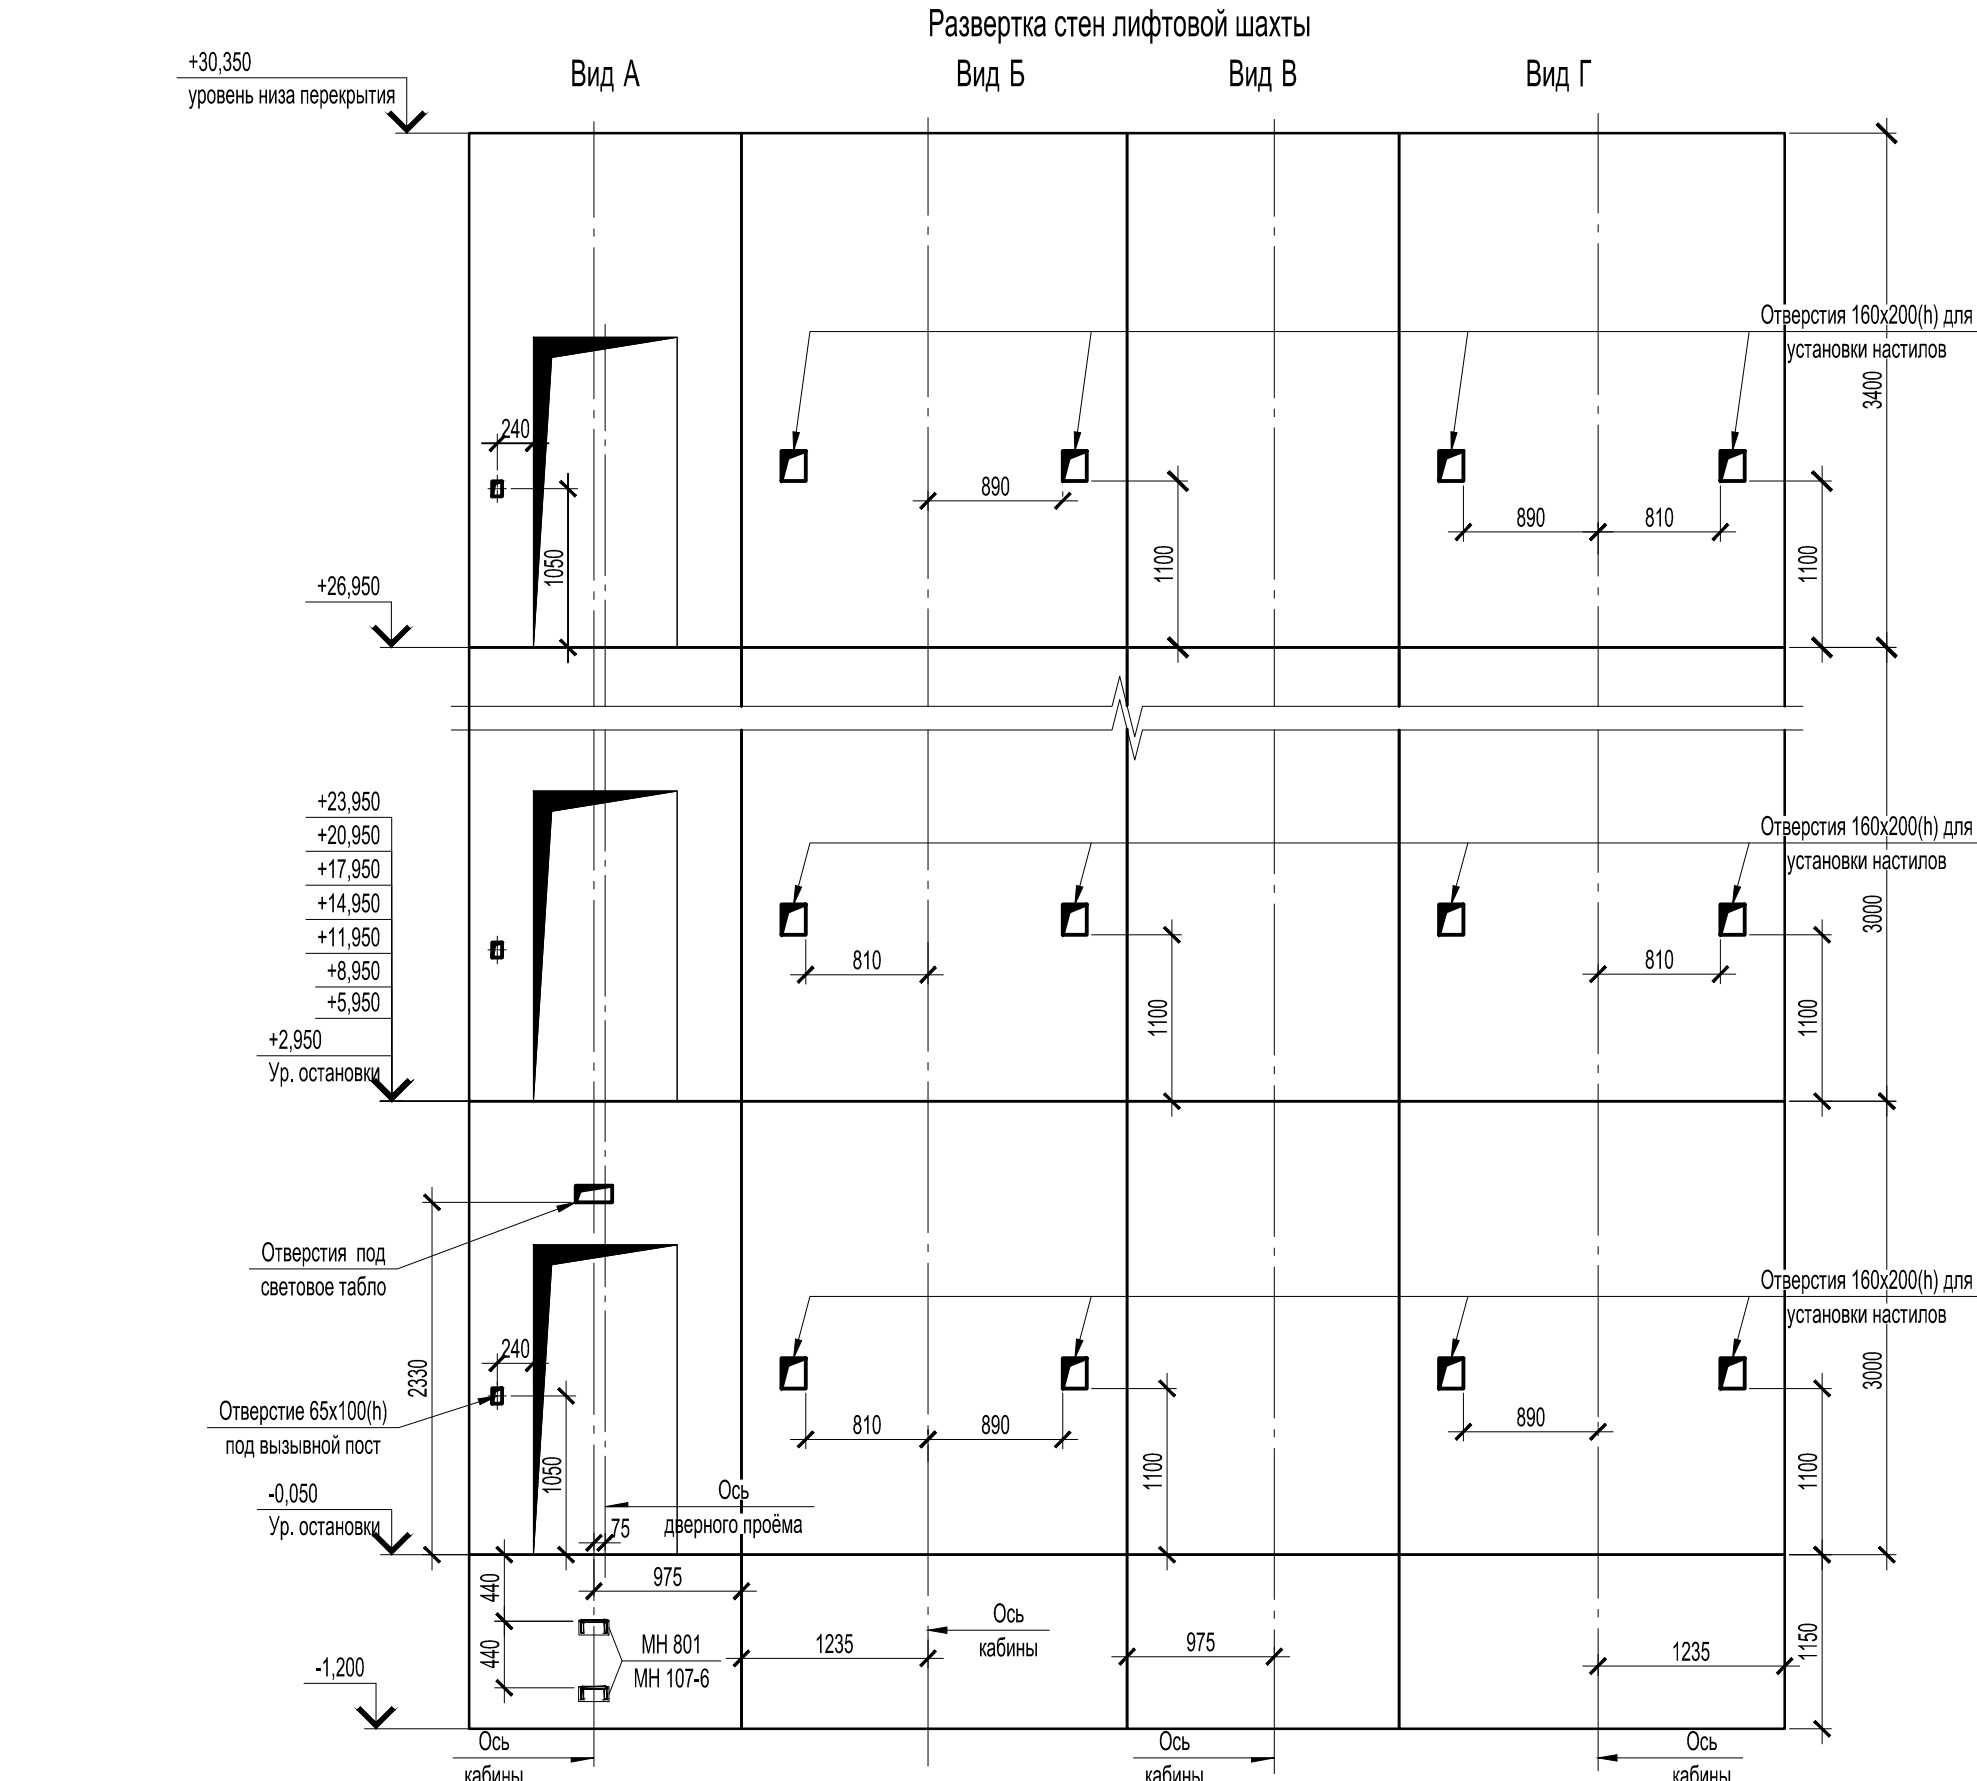 Развертка стен лифтовой шахты
Вид А
Вид Б
Вид В
Вид Г
+30,350
уровень низа перекрытия
Отверстия 160х200(h) для
установки настилов
3400
240
890
890
810
1050
1100
1100
+26,950
+23,950
+20,950
+17,950
+14,950
+11,950
+8,950
+5,950
+2,950
Ур. остановки
Отверстия 160х200(h) для
установки настилов
3000
810
810
1100
1100
Отверстия под
световое табло
Отверстия 160х200(h) для
установки настилов
2330
240
3000
Отверстие 65х100(h)
под вызывной пост
810
890
890
1050
1100
1100
-0,050
Ур. остановки
Ось
дверного проёма
75
440
975
440
МН 801
МН 107-6
1235
Ось
кабины
975
1235
1150
-1,200
Ось
кабины
Ось
кабины
Ось
кабины